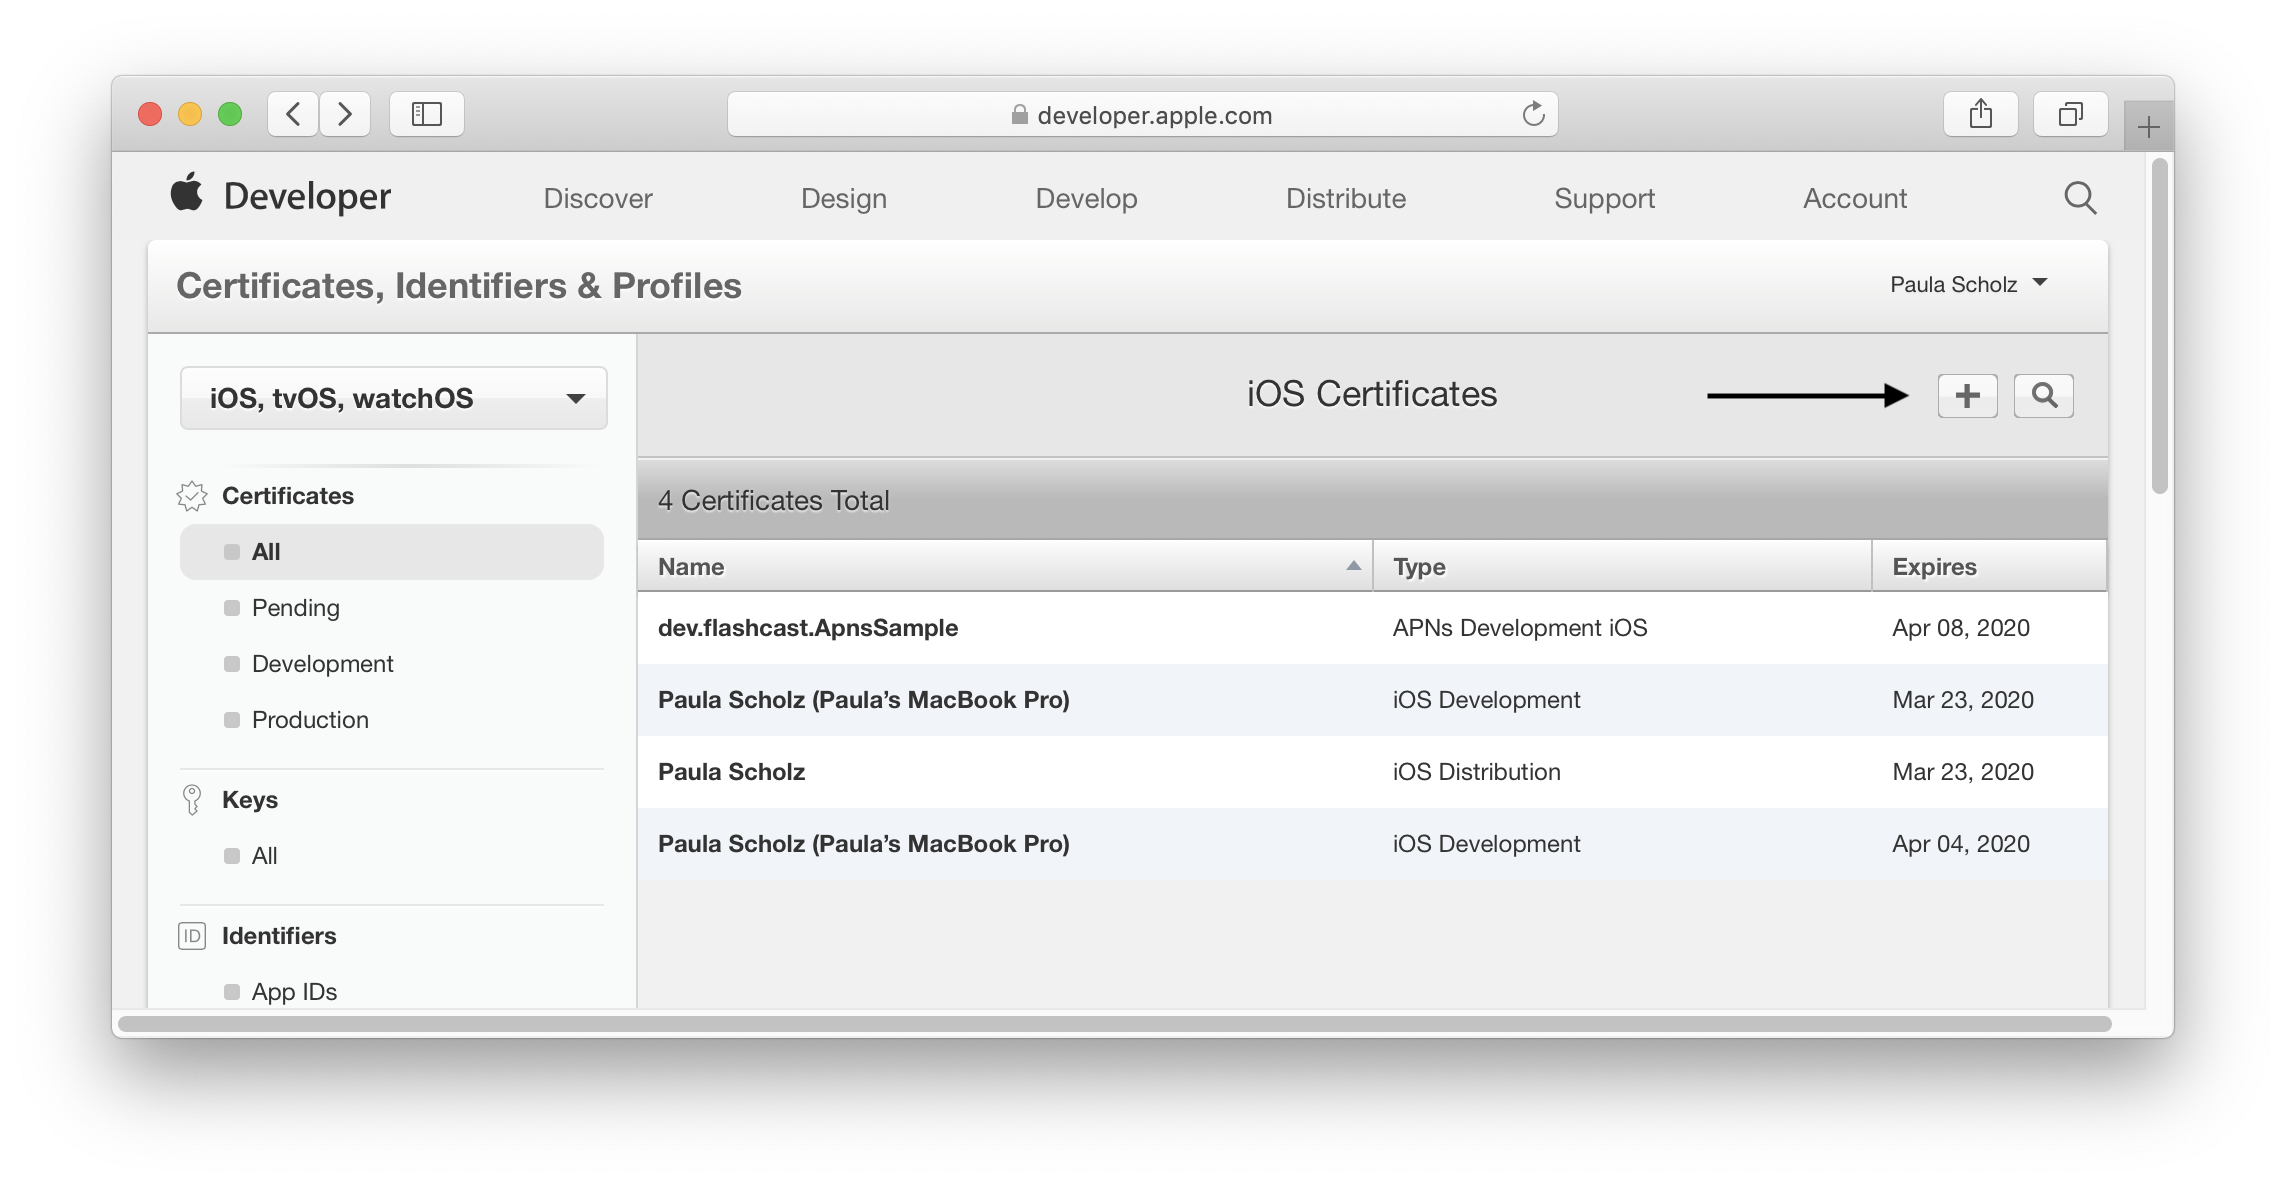 developer.apple.com
Developer Discover Design Develop Distribute Support Account
Certificates, Identifiers & Profiles
Paula Scholz
iOS, tvOS, watchOS
Certificates
All
Pending
Development
Production
Keys
All
ID Identifiers
App IDs
iOS Certificates
4 Certificates Total
Name Type Expires
dev.flashcast.ApnsSample APNs Development iOS Apr 08, 2020
Paula Scholz (Paula’s MacBook Pro) iOS Development Mar 23, 2020
Paula Scholz iOS Distribution Mar 23, 2020
Paula Scholz (Paula’s MacBook Pro) iOS Development Apr 04, 2020